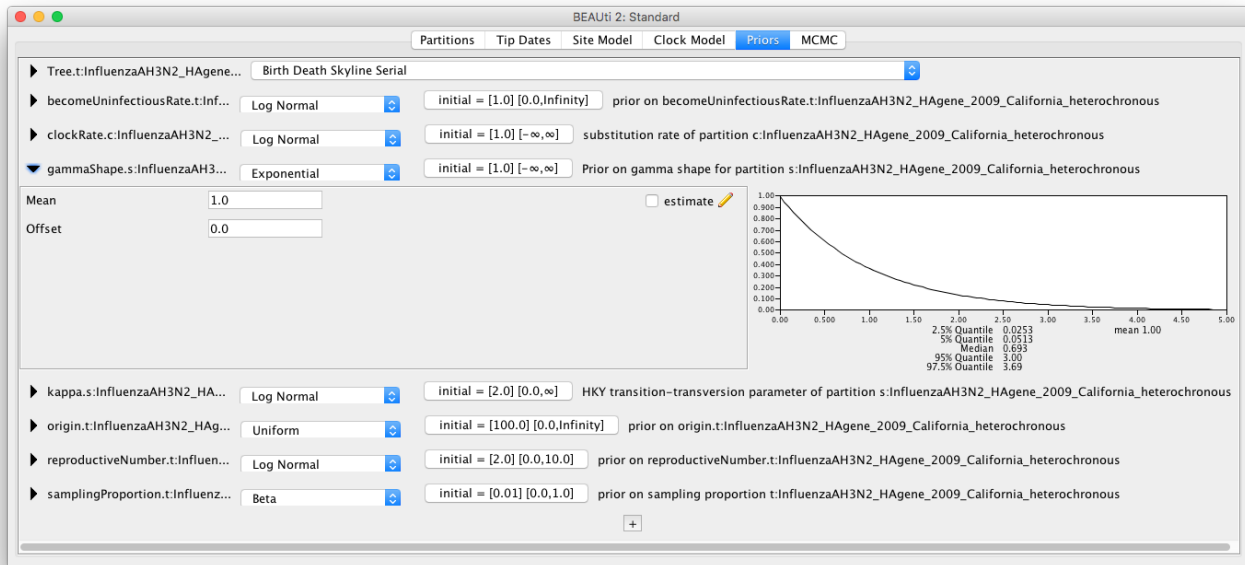 BEAUti 2: Standard
Partitions Tip Dates Site Model Clock Model Priors MCMC
Tree.t:InfluenzaAH3N2_HAgene... Birth Death Skyline Serial
becomeUninfectiousRate.t:Inf... Log Normal initial = [1.0] [0.0,Infinity] prior on becomeUninfectiousRate.t:InfluenzaAH3N2_HAgene_2009_California_heterochronous
clockRate.c:InfluenzaAH3N2_... Log Normal initial = [1.0] [-∞,∞] substitution rate of partition c:InfluenzaAH3N2_HAgene_2009_California_heterochronous
gammaShape.s:InfluenzaAH3... Exponential initial = [1.0] [-∞,∞] Prior on gamma shape for partition s:InfluenzaAH3N2_HAgene_2009_California_heterochronous
Mean 1.0 estimate
Offset 0.0
1.00
0.900
0.800
0.700
0.600
0.500
0.400
0.300
0.200
0.100
0.00
0.00 0.500 1.00 1.50 2.00 2.50 3.00 3.50 4.00 4.50 5.00
2.5% Quantile 0.0253 mean 1.00
5% Quantile 0.0513
Median 0.693
95% Quantile 3.00
97.5% Quantile 3.69
kappa.s:InfluenzaAH3N2_HA... Log Normal initial = [2.0] [0.0,∞] HKY transition-transversion parameter of partition s:InfluenzaAH3N2_HAgene_2009_California_heterochronous
origin.t:InfluenzaAH3N2_HAg... Uniform initial = [100.0] [0.0,Infinity] prior on origin.t:InfluenzaAH3N2_HAgene_2009_California_heterochronous
reproductiveNumber.t:Influen... Log Normal initial = [2.0] [0.0,10.0] prior on reproductiveNumber.t:InfluenzaAH3N2_HAgene_2009_California_heterochronous
samplingProportion.t:Influenz... Beta initial = [0.01] [0.0,1.0] prior on sampling proportion t:InfluenzaAH3N2_HAgene_2009_California_heterochronous
+